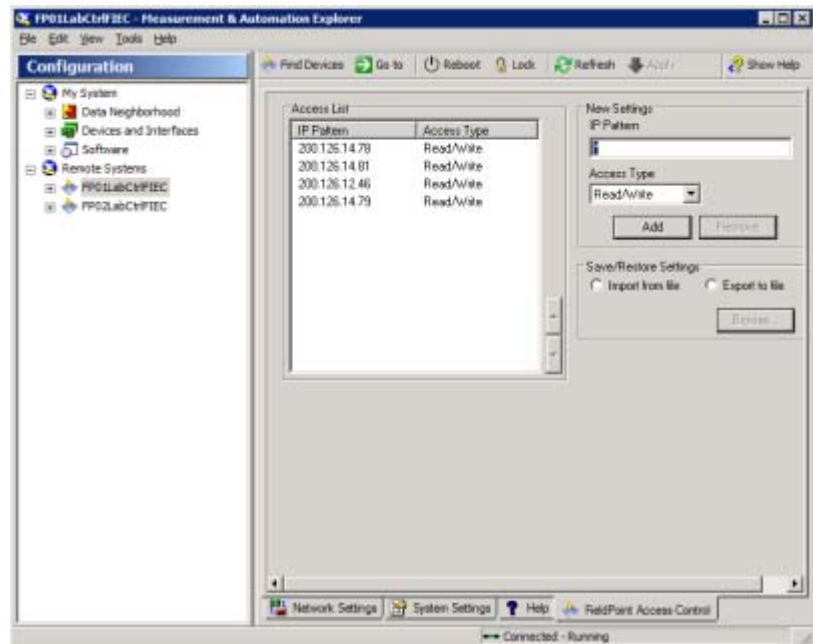 FP01LabCtrlFIEC - Measurement & Automation Explorer
File Edit View Tools Help
Configuration
Find Devices Go to Reboot Lock Refresh Apply Show Help
My System
Data Neighborhood
Devices and Interfaces
Software
Remote Systems
FP01LabCtrlFIEC
FP02LabCtrlFIEC
Access List
IP Pattern Access Type
200.126.14.78 Read/Write
200.126.14.81 Read/Write
200.126.12.46 Read/Write
200.126.14.79 Read/Write
New Settings
IP Pattern
Access Type
Read/Write
Add Remove
Save/Restore Settings
Import from file Export to file
Browse...
Network Settings System Settings Help FieldPoint Access Control
Connected - Running